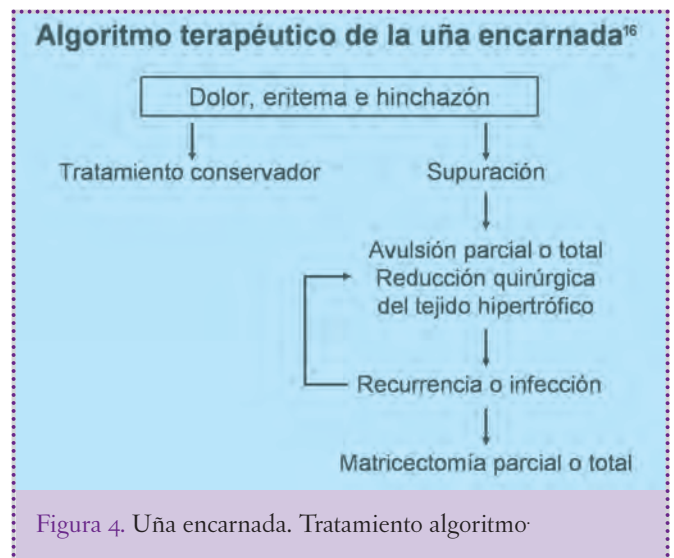 Algoritmo terapéutico de la uña encarnada¹⁶
Dolor, eritema e hinchazón
Tratamiento conservador
Supuración
Avulsión parcial o total
Reducción quirúrgica
del tejido hipertrófico
Recurrencia o infección
Matricectomía parcial o total
Figura 4. Uña encarnada. Tratamiento algoritmo.